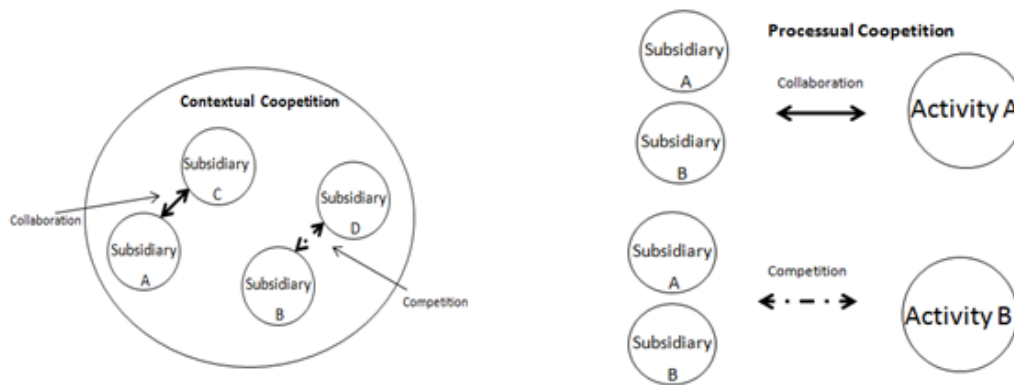 Contextual Coopetition
Subsidiary
C
Collaboration
Subsidiary
D
Subsidiary
A
Subsidiary
B
Competition
Processual Coopetition
Subsidiary
A
Collaboration
Activity A
Subsidiary
B
Subsidiary
A
Competition
Activity B
Subsidiary
B